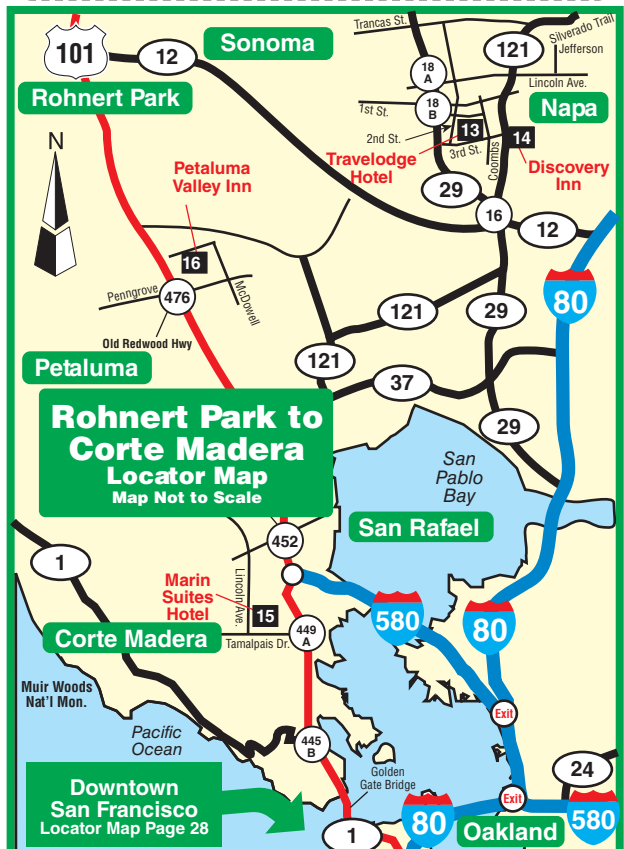 Trancas St.
Silverado Trail
Sonoma
101
12
121
Jefferson
18
A
Lincoln Ave.
Rohnert Park
1st St.
18
B
Napa
2nd St.
13
14
3rd St.
Coombs
N
Travelodge
Hotel
Discovery
Inn
Petaluma
Valley Inn
29
16
12
16
McDowell
Penngrove
476
80
121
29
Old Redwood Hwy
121
Petaluma
37
29
Rohnert Park to
Corte Madera
Locator Map
Map Not to Scale
San
Pablo
Bay
San Rafael
452
1
Lincoln Ave.
Marin
Suites
Hotel
15
580
80
449
A
Corte Madera
Tamalpais Dr.
Muir Woods
Nat'l Mon.
Exit
Pacific
Ocean
445
B
24
Golden
Gate Bridge
Downtown
San Francisco
Locator Map Page 28
Exit
1
80
Oakland
580